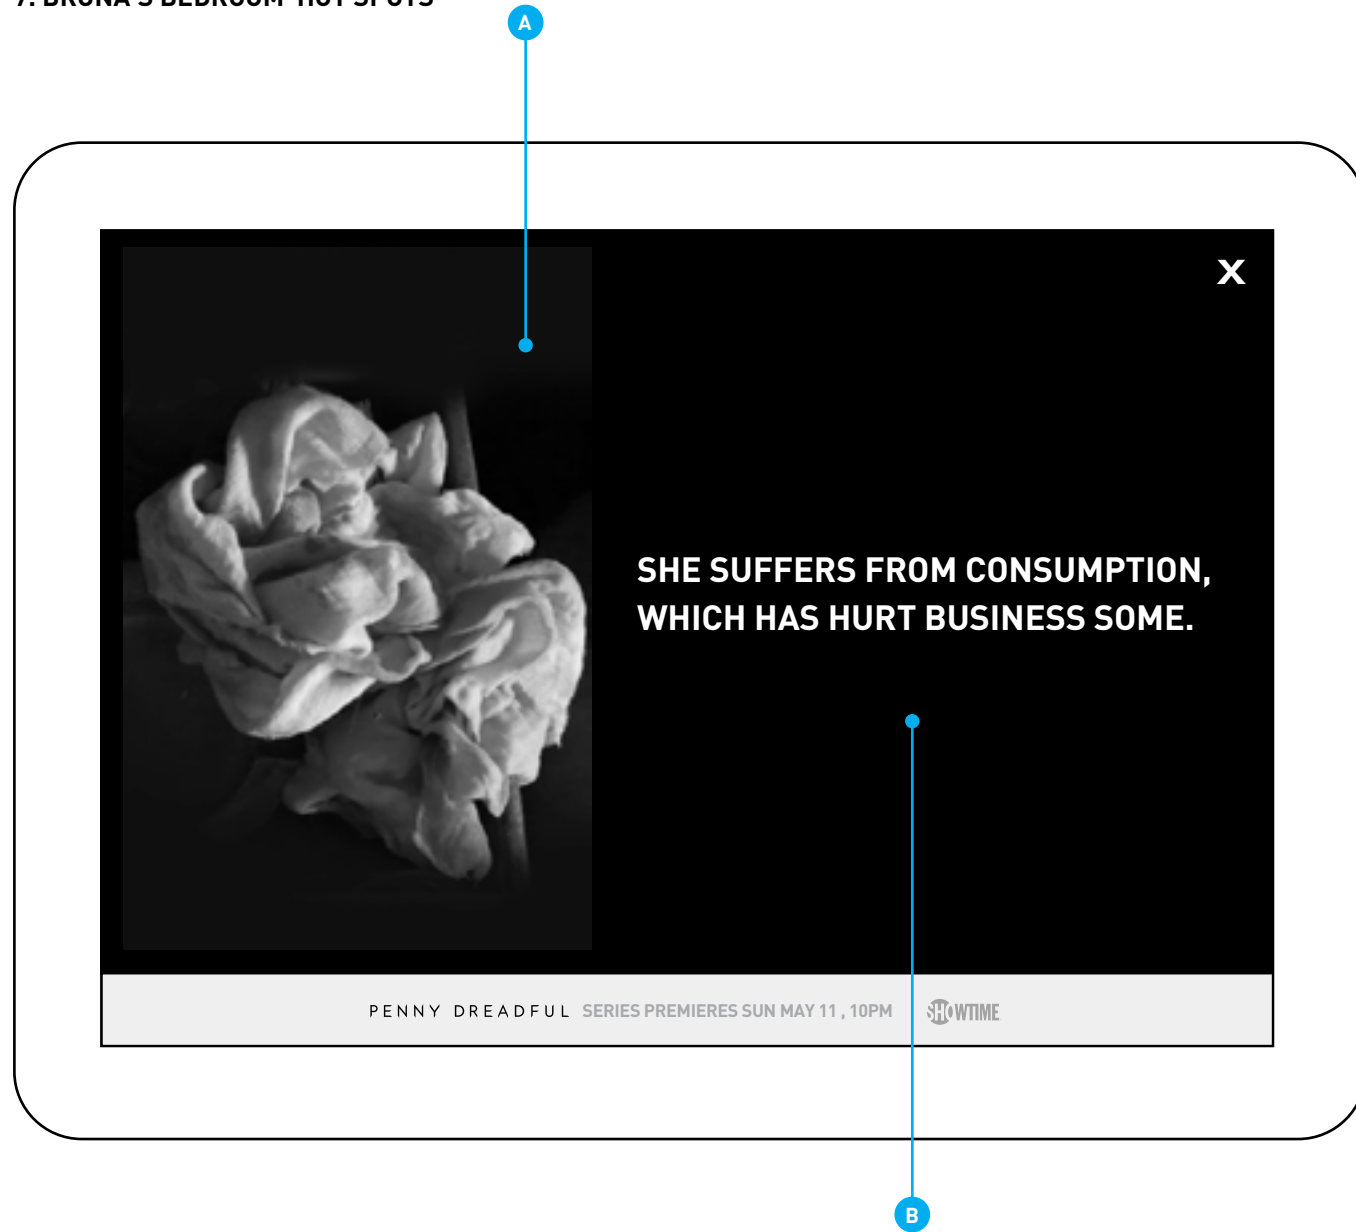 7. BRONA'S BEDROOM-HOT SPOTS
A
X
SHE SUFFERS FROM CONSUMPTION,
WHICH HAS HURT BUSINESS SOME.
PENNY DREADFUL SERIES PREMIERES SUN MAY 11 , 10PM SHOWTIME
B